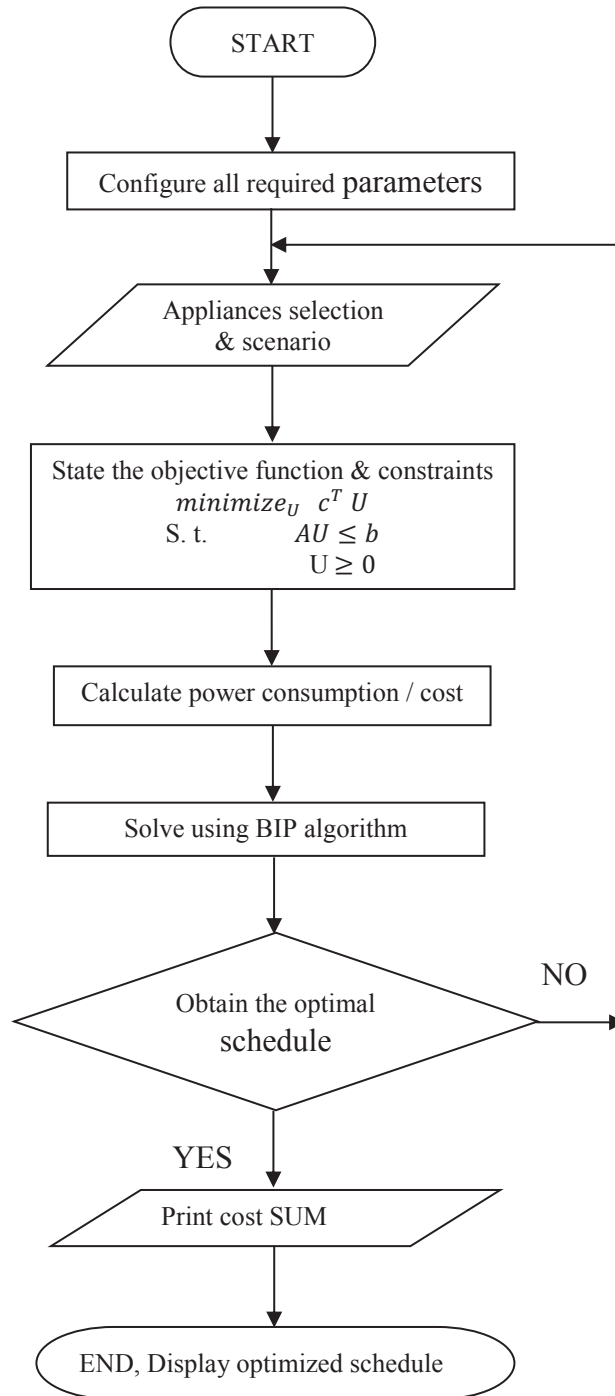 START
Configure all required parameters
Appliances selection
& scenario
State the objective function & constraints
minimize_U c^T U
S. t. AU ≤ b
U ≥ 0
Calculate power consumption / cost
Solve using BIP algorithm
NO
Obtain the optimal
schedule
YES
Print cost SUM
END, Display optimized schedule